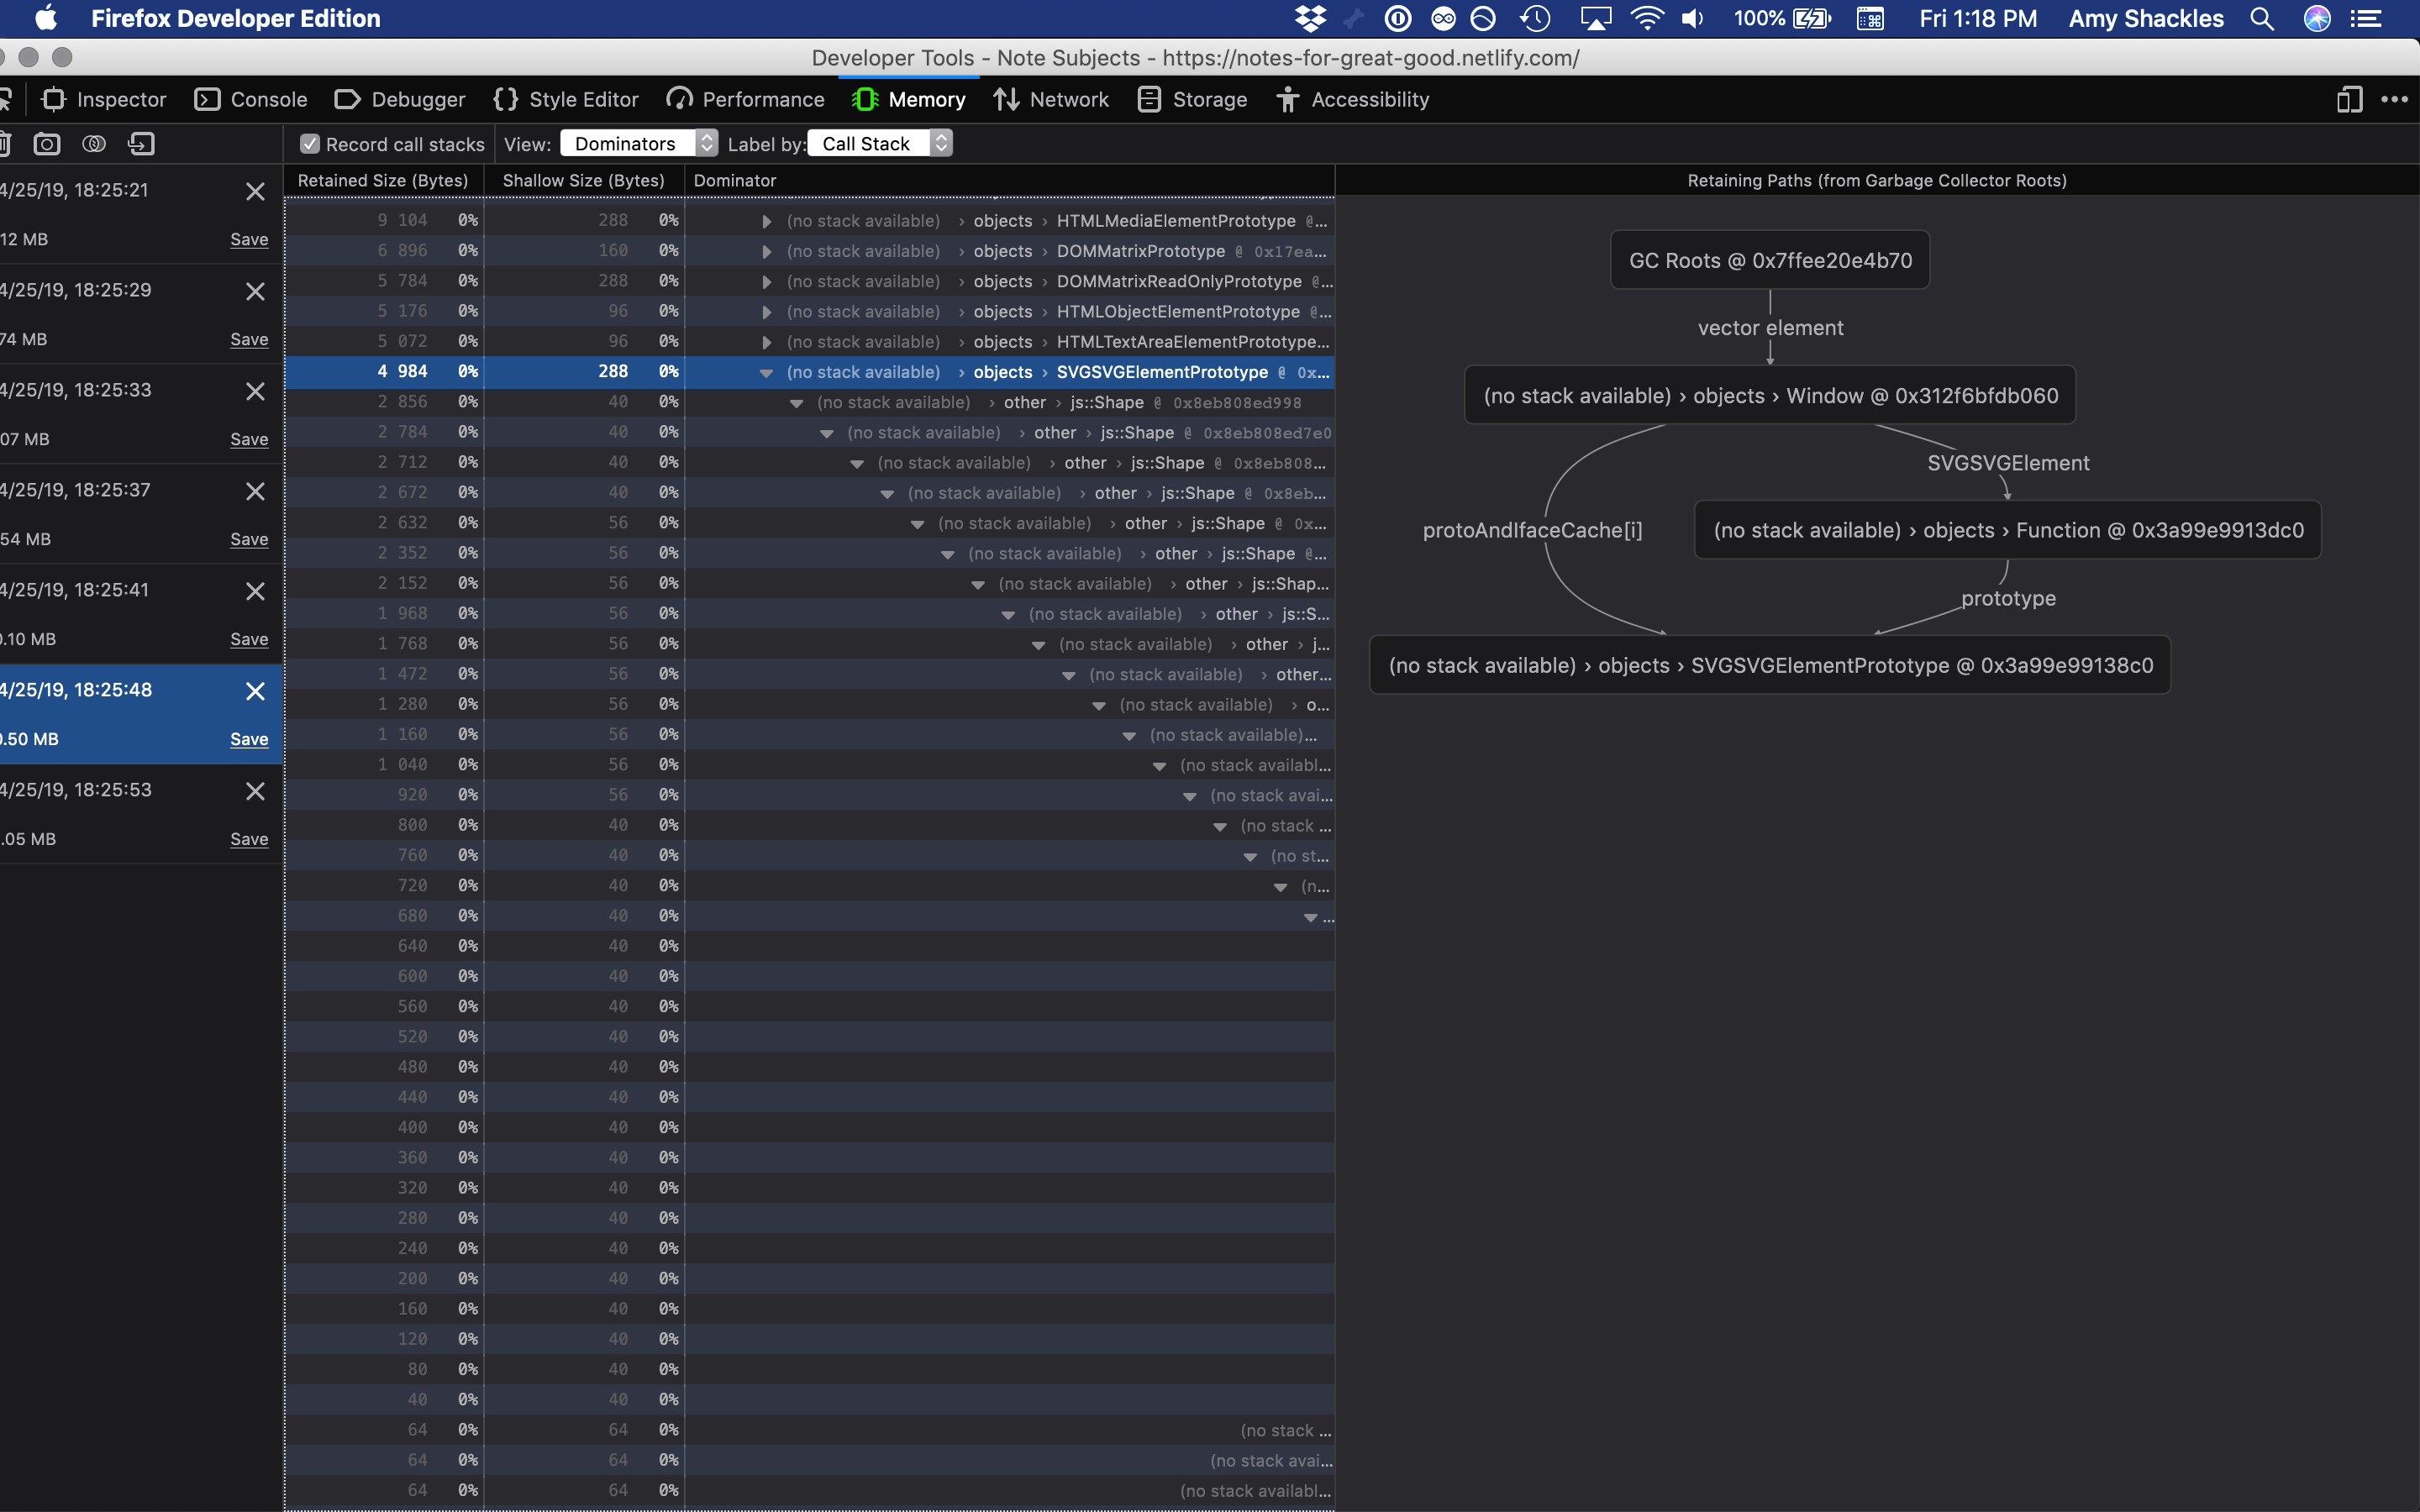 Firefox Developer Edition 100% Fri 1:18 PM Amy Shackles
Developer Tools - Note Subjects - https://notes-for-great-good.netlify.com/
Inspector Console Debugger Style Editor Performance Memory Network Storage Accessibility
Record call stacks View: Dominators Label by: Call Stack
4/25/19, 18:25:21
12 MB Save
4/25/19, 18:25:29
74 MB Save
4/25/19, 18:25:33
07 MB Save
4/25/19, 18:25:37
54 MB Save
4/25/19, 18:25:41
0.10 MB Save
4/25/19, 18:25:48
0.50 MB Save
4/25/19, 18:25:53
.05 MB Save
Retained Size (Bytes) Shallow Size (Bytes) Dominator
9 104 0% 288 0% (no stack available) › objects › HTMLMediaElementPrototype @...
6 896 0% 160 0% (no stack available) › objects › DOMMatrixPrototype @ 0x17ea...
5 784 0% 288 0% (no stack available) › objects › DOMMatrixReadOnlyPrototype @...
5 176 0% 96 0% (no stack available) › objects › HTMLObjectElementPrototype @...
5 072 0% 96 0% (no stack available) › objects › HTMLTextAreaElementPrototype...
4 984 0% 288 0% (no stack available) › objects › SVGSVGElementPrototype @ 0x...
2 856 0% 40 0% (no stack available) › other › js::Shape @ 0x8eb808ed998
2 784 0% 40 0% (no stack available) › other › js::Shape @ 0x8eb808ed7e0
2 712 0% 40 0% (no stack available) › other › js::Shape @ 0x8eb808...
2 672 0% 40 0% (no stack available) › other › js::Shape @ 0x8eb...
2 632 0% 56 0% (no stack available) › other › js::Shape @ 0x...
2 352 0% 56 0% (no stack available) › other › js::Shape @...
2 152 0% 56 0% (no stack available) › other › js::Shap...
1 968 0% 56 0% (no stack available) › other › js::S...
1 768 0% 56 0% (no stack available) › other › j...
1 472 0% 56 0% (no stack available) › other...
1 280 0% 56 0% (no stack available) › o...
1 160 0% 56 0% (no stack available)...
1 040 0% 56 0% (no stack availabl...
920 0% 56 0% (no stack avai...
800 0% 40 0% (no stack ...
760 0% 40 0% (no st...
720 0% 40 0% (n...
680 0% 40 0% ...
640 0% 40 0%
600 0% 40 0%
560 0% 40 0%
520 0% 40 0%
480 0% 40 0%
440 0% 40 0%
400 0% 40 0%
360 0% 40 0%
320 0% 40 0%
280 0% 40 0%
240 0% 40 0%
200 0% 40 0%
160 0% 40 0%
120 0% 40 0%
80 0% 40 0%
40 0% 40 0%
64 0% 64 0% (no stack ...
64 0% 64 0% (no stack avai...
64 0% 64 0% (no stack availabl...
Retaining Paths (from Garbage Collector Roots)
GC Roots @ 0x7ffee20e4b70
vector element
(no stack available) › objects › Window @ 0x312f6bfdb060
SVGSVGElement
protoAndIfaceCache[i]
(no stack available) › objects › Function @ 0x3a99e9913dc0
prototype
(no stack available) › objects › SVGSVGElementPrototype @ 0x3a99e99138c0